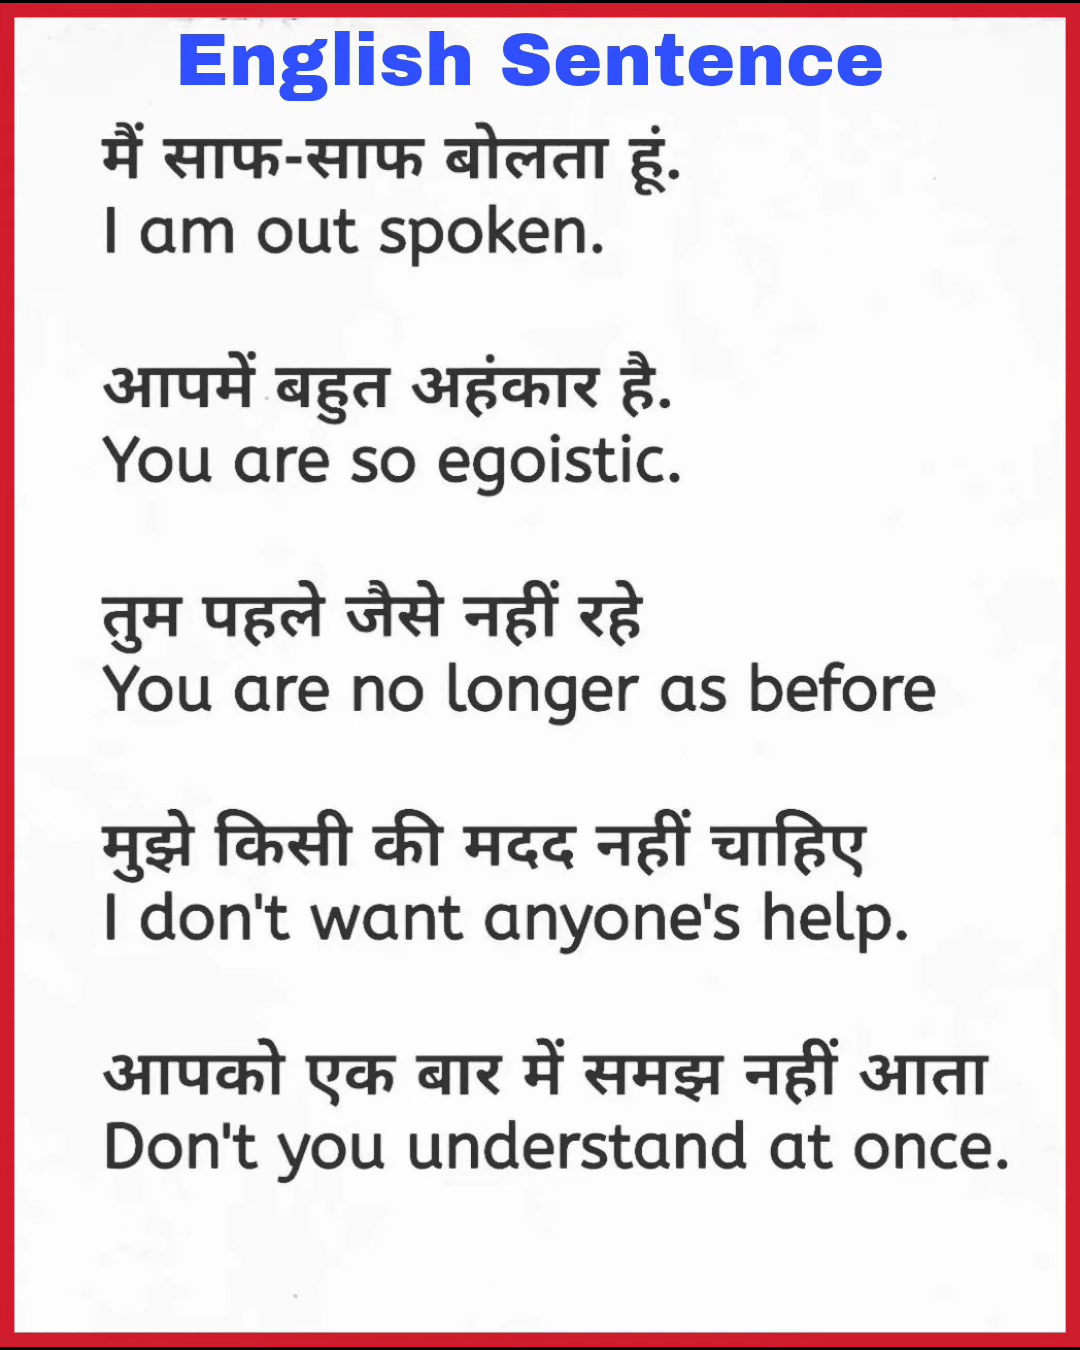 English Sentence
मैं साफ-साफ बोलता हूं.
I am out spoken.
आपमें बहुत अहंकार है.
You are so egoistic.
तुम पहले जैसे नहीं रहे
You are no longer as before
मुझे किसी की मदद नहीं चाहिए
I don't want anyone's help.
आपको एक बार में समझ नहीं आता
Don't you understand at once.